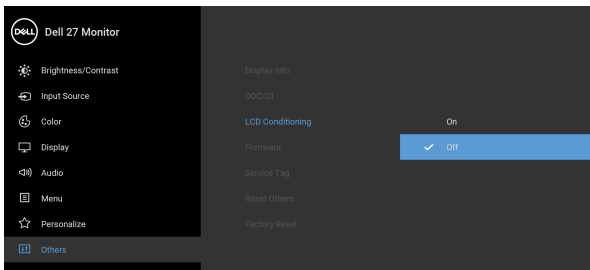 DELL Dell 27 Monitor
Brightness/Contrast
Display Info
Input Source
DDC/CI
Color
LCD Conditioning
On
Display
Firmware
Off
Audio
Service Tag
Menu
Reset Others
Personalize
Factory Reset
Others